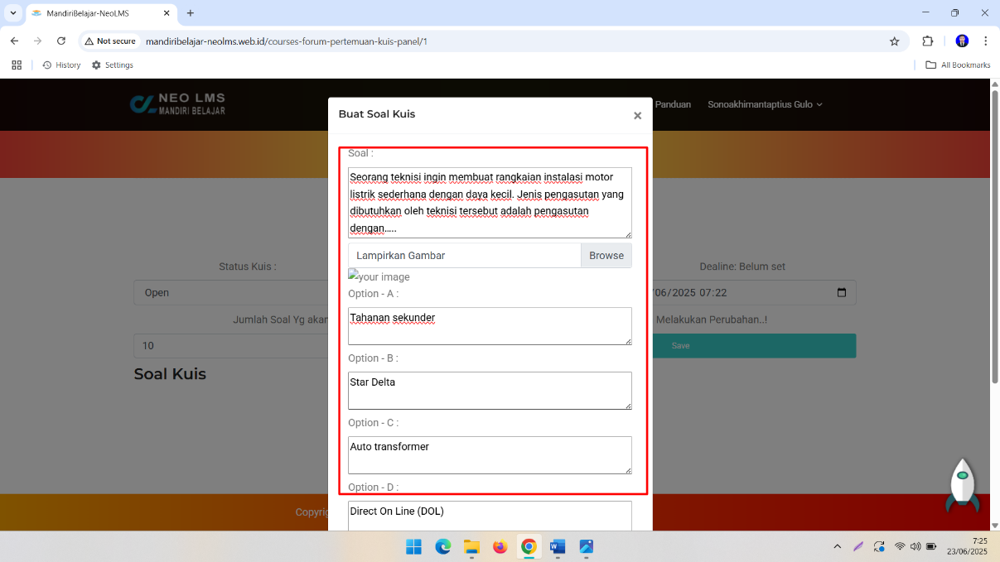 MandiriBelajar-NeoLMS
Not secure
mandiribelajar-neolms.web.id/courses-forum-pertemuan-kuis-panel/1
History
Settings
All Bookmarks
NEO LMS
MANDIRI BELAJAR
Panduan
Sonoakhimantaptius Gulo
Buat Soal Kuis
Soal :
Seorang teknisi ingin membuat rangkaian instalasi motor
listrik sederhana dengan daya kecil. Jenis pengasutan yang
dibutuhkan oleh teknisi tersebut adalah pengasutan
dengan…..
Lampirkan Gambar
Browse
your image
Option - A :
Tahanan sekunder
Option - B :
Star Delta
Option - C :
Auto transformer
Option - D :
Direct On Line (DOL)
Status Kuis :
Dealine: Belum set
Open
/06/2025 07:22
Jumlah Soal Yg akan
Melakukan Perubahan..!
10
Save
Soal Kuis
7:25
23/06/2025